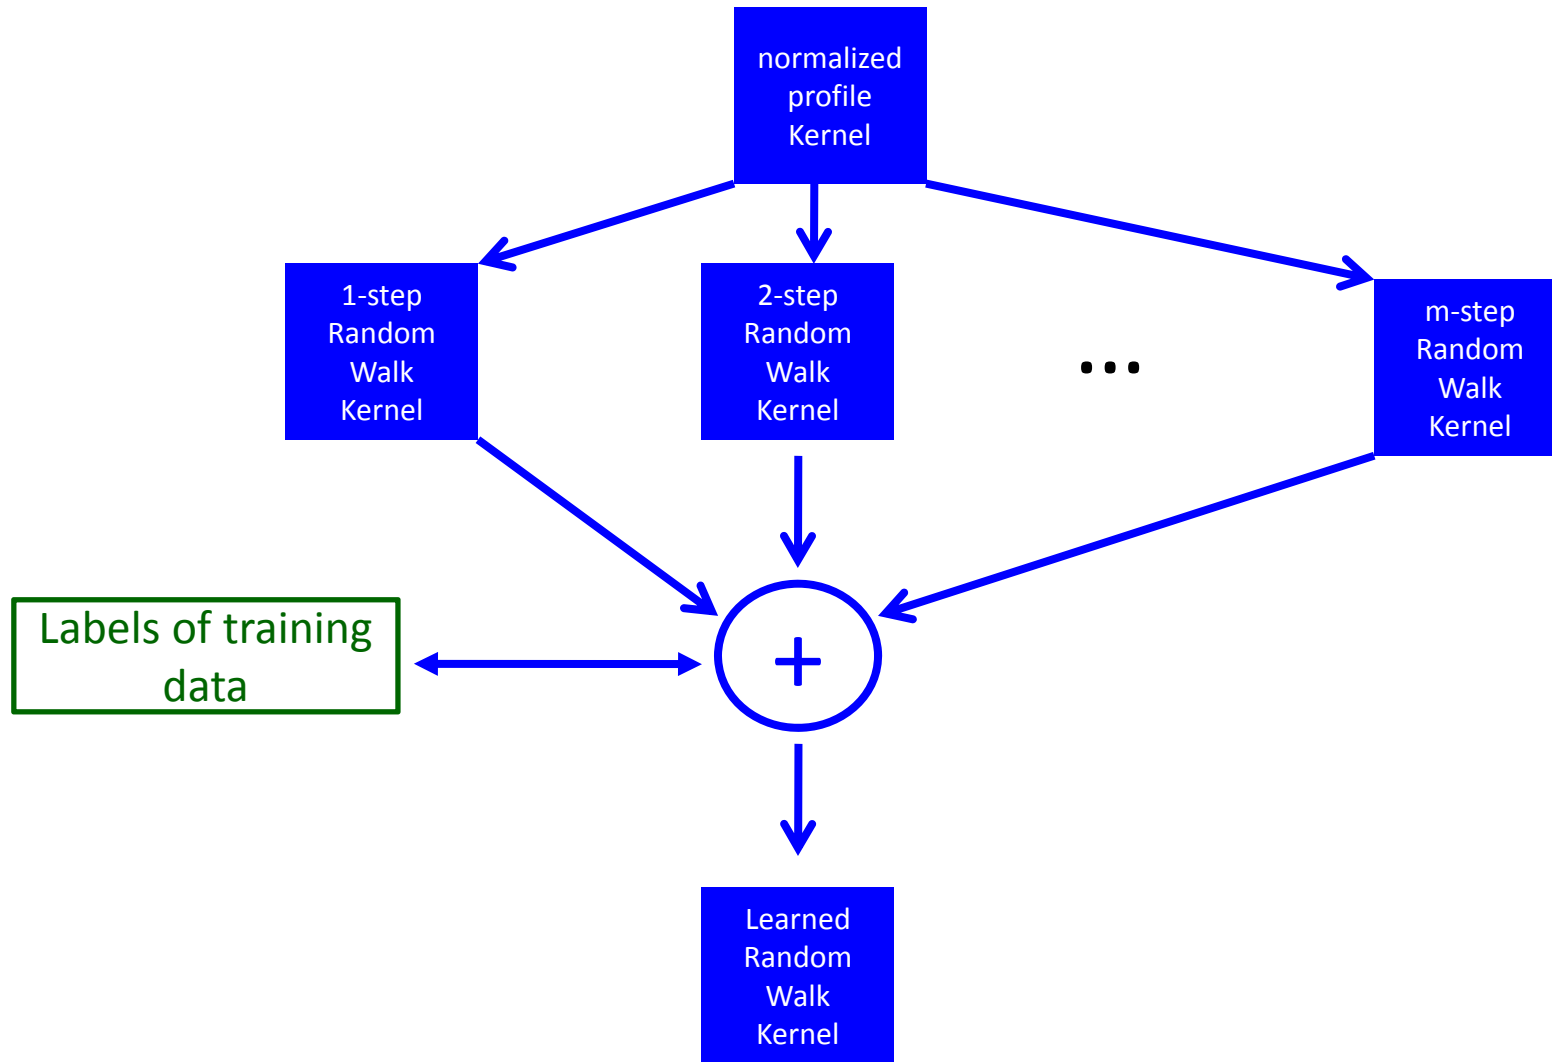 normalized
profile
Kernel
1-step
Random
Walk
Kernel
2-step
Random
Walk
Kernel
...
m-step
Random
Walk
Kernel
Labels of training
data
+
Learned
Random
Walk
Kernel